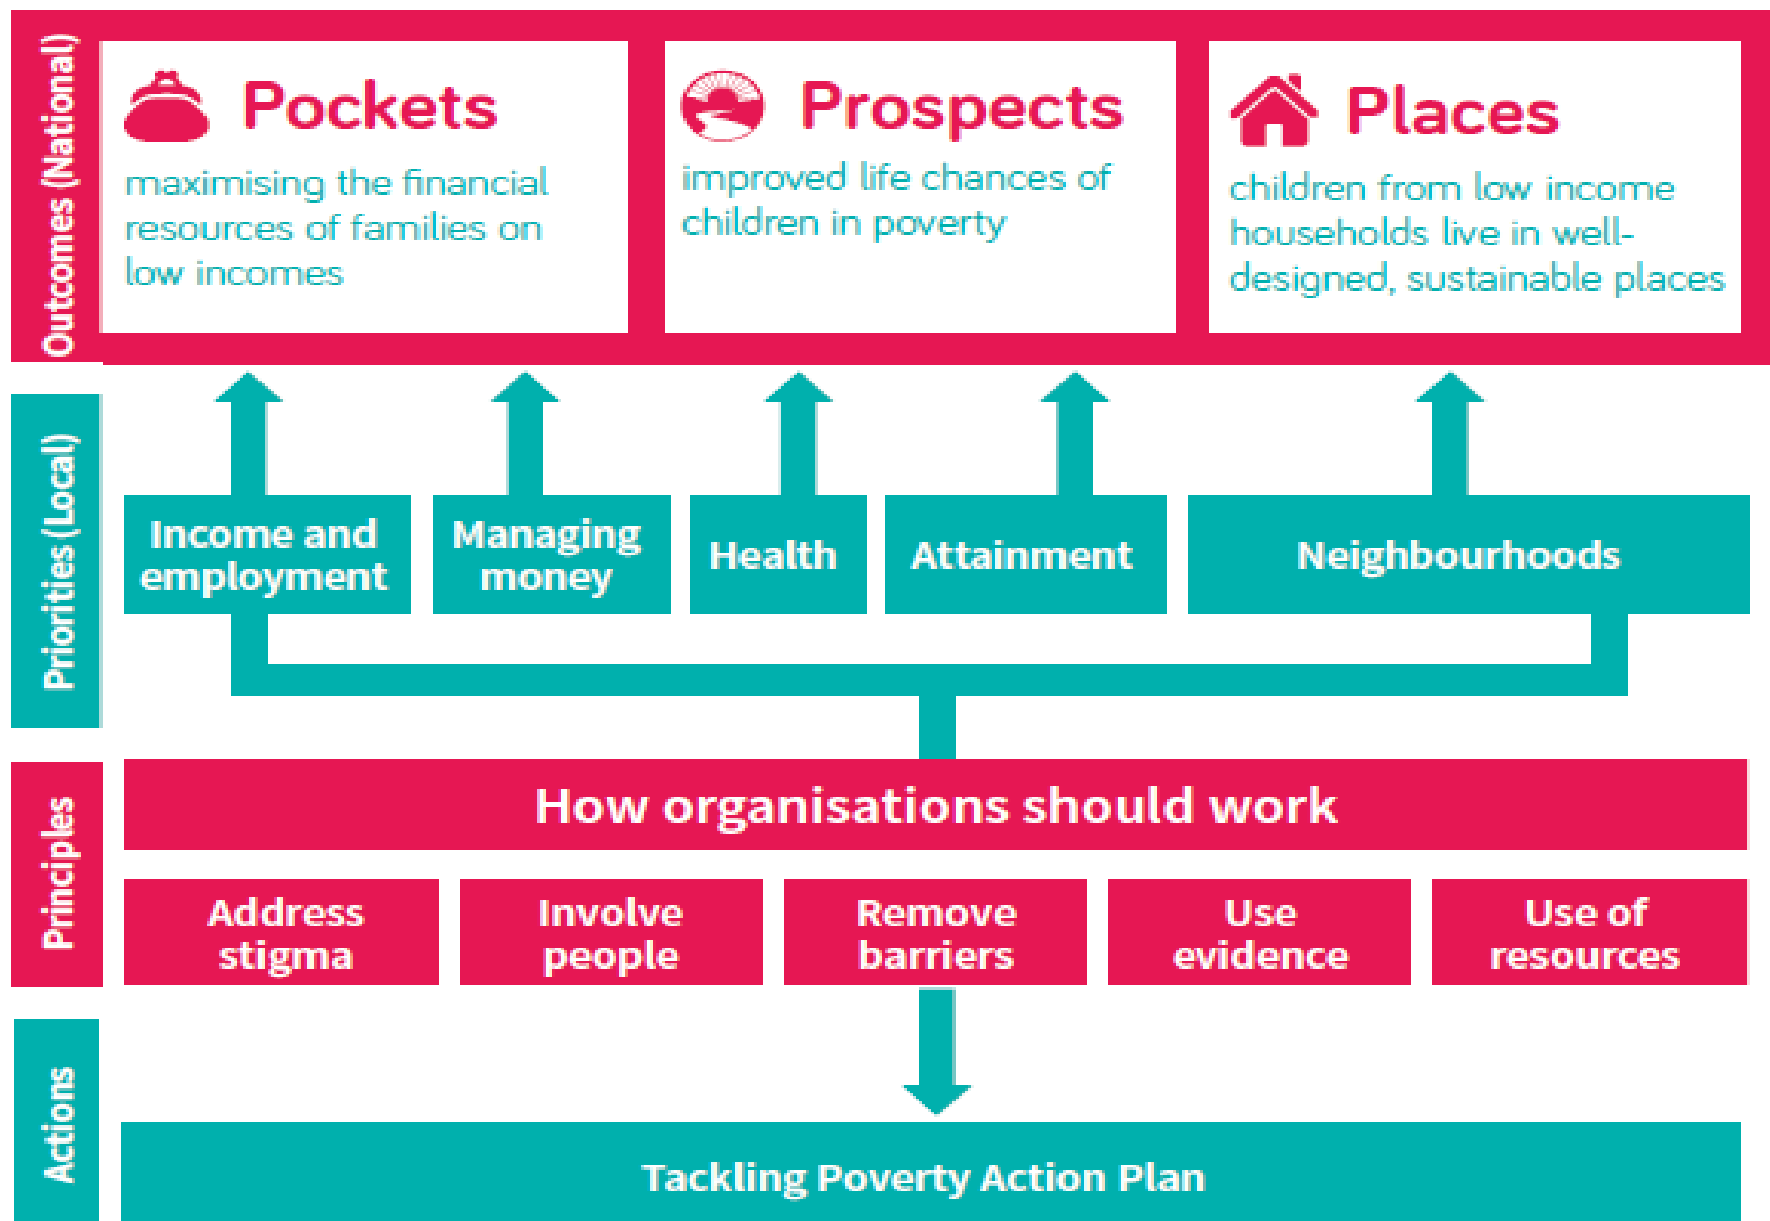 Outcomes (National)
Pockets
maximising the financial
resources of families on
low incomes
Prospects
improved life chances of
children in poverty
Places
children from low income
households live in well-
designed, sustainable places
Priorities (Local)
Income and
employment
Managing
money
Health
Attainment
Neighbourhoods
Principles
How organisations should work
Address
stigma
Involve
people
Remove
barriers
Use
evidence
Use of
resources
Actions
Tackling Poverty Action Plan